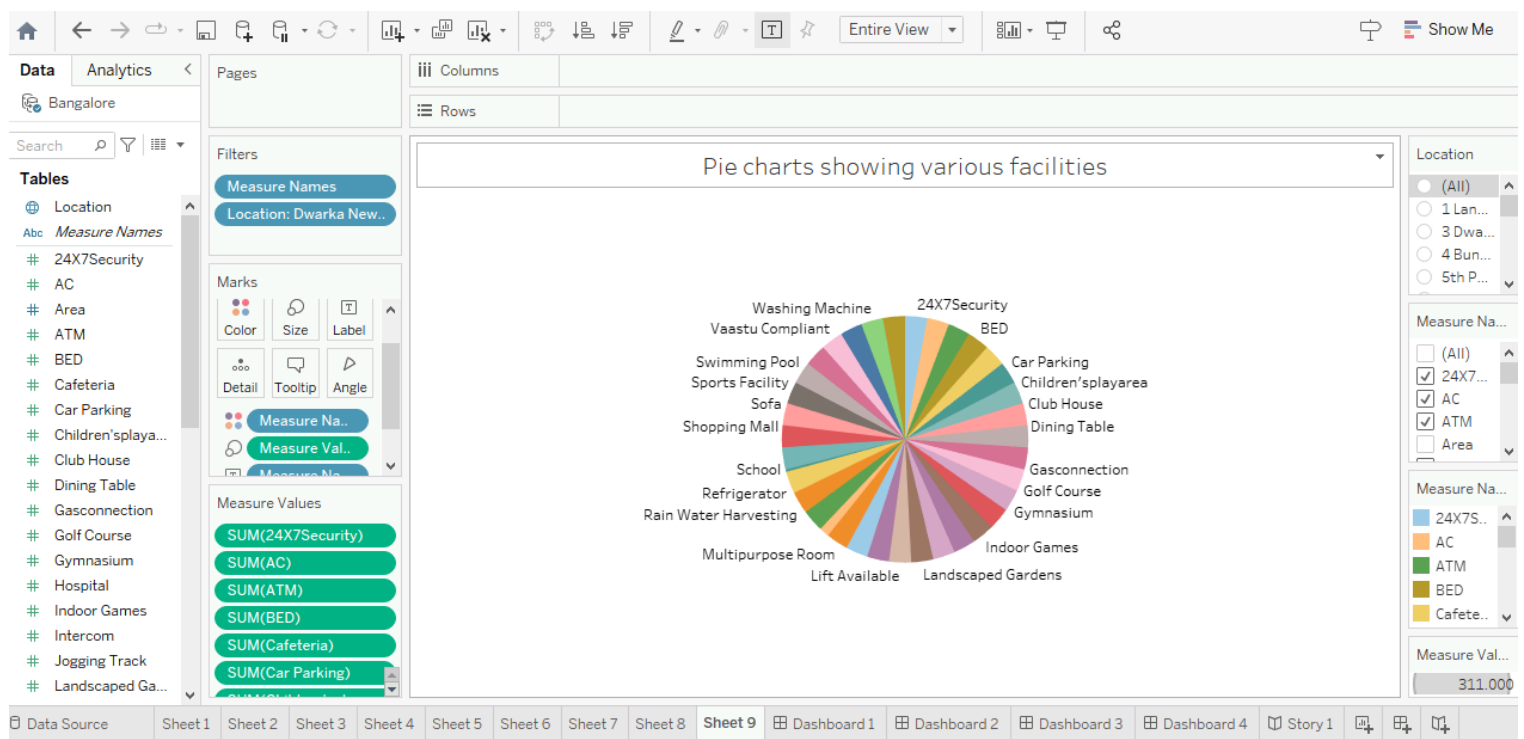 Entire View
Show Me
Data
Analytics
Bangalore
Search
Tables
Location
Abc Measure Names
24X7Security
AC
Area
ATM
BED
Cafeteria
Car Parking
Children'splaya...
Club House
Dining Table
Gasconnection
Golf Course
Gymnasium
Hospital
Indoor Games
Intercom
Jogging Track
Landscaped Ga...
Pages
Filters
Measure Names
Location: Dwarka New..
Marks
Color
Size
Label
Detail
Tooltip
Angle
Measure Na..
Measure Val..
Measure Na..
Measure Values
SUM(24X7Security)
SUM(AC)
SUM(ATM)
SUM(BED)
SUM(Cafeteria)
SUM(Car Parking)
Columns
Rows
Pie charts showing various facilities
Washing Machine
24X7Security
Vaastu Compliant
BED
Swimming Pool
Car Parking
Sports Facility
Children'splayarea
Sofa
Club House
Shopping Mall
Dining Table
School
Gasconnection
Refrigerator
Golf Course
Rain Water Harvesting
Gymnasium
Multipurpose Room
Indoor Games
Lift Available
Landscaped Gardens
Location
(All)
1 Lan...
3 Dwa...
4 Bun...
5th P...
Measure Na...
(All)
24X7...
AC
ATM
Area
Measure Na...
24X7S..
AC
ATM
BED
Cafete..
Measure Val...
311.000
Data Source
Sheet 1
Sheet 2
Sheet 3
Sheet 4
Sheet 5
Sheet 6
Sheet 7
Sheet 8
Sheet 9
Dashboard 1
Dashboard 2
Dashboard 3
Dashboard 4
Story 1